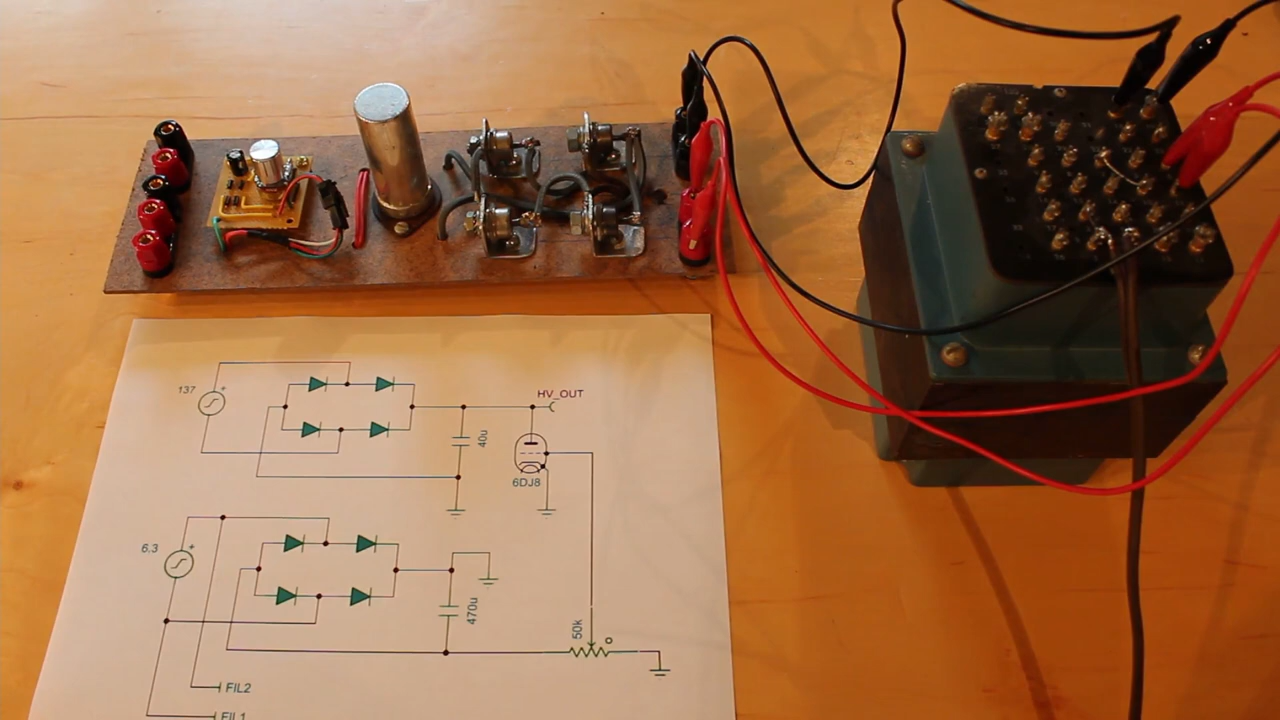 137
+
HV_OUT
40u
6DJ8
6.3
+
470u
50k
FIL2
FIL1